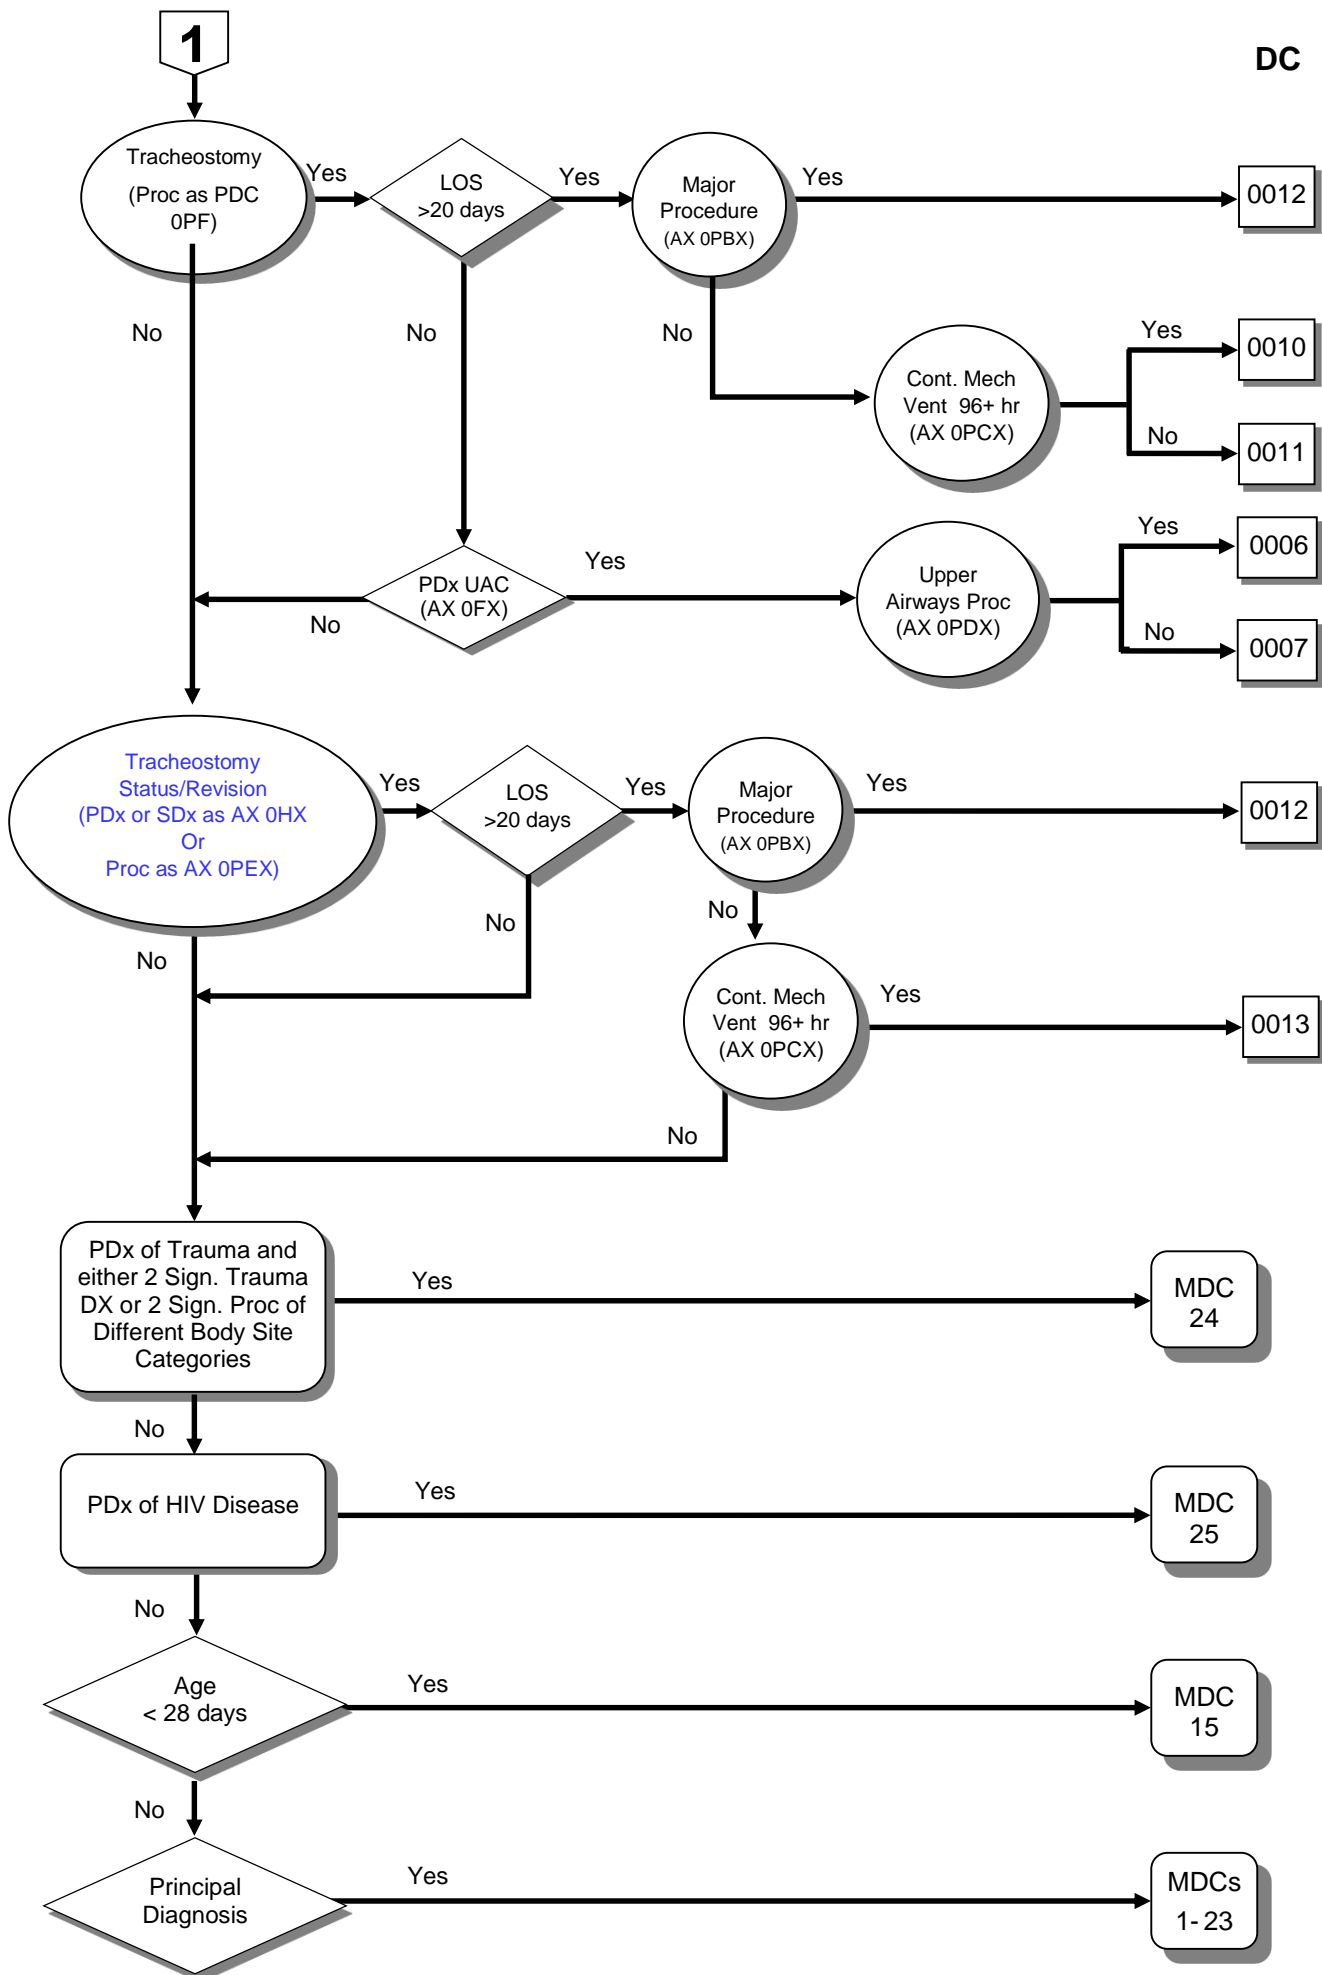 1
DC
Tracheostomy
(Proc as PDC
0PF)
Yes
LOS
>20 days
Yes
Major
Procedure
(AX 0PBX)
Yes
0012
No
No
No
Cont. Mech
Vent 96+ hr
(AX 0PCX)
Yes
0010
No
0011
PDx UAC
(AX 0FX)
Yes
No
Upper
Airways Proc
(AX 0PDX)
Yes
0006
No
0007
Tracheostomy
Status/Revision
(PDx or SDx as AX 0HX
Or
Proc as AX 0PEX)
Yes
LOS
>20 days
Yes
Major
Procedure
(AX 0PBX)
Yes
0012
No
No
No
Cont. Mech
Vent 96+ hr
(AX 0PCX)
Yes
0013
No
PDx of Trauma and
either 2 Sign. Trauma
DX or 2 Sign. Proc of
Different Body Site
Categories
Yes
MDC
24
No
PDx of HIV Disease
Yes
MDC
25
No
Age
< 28 days
Yes
MDC
15
No
Principal
Diagnosis
Yes
MDCs
1-23